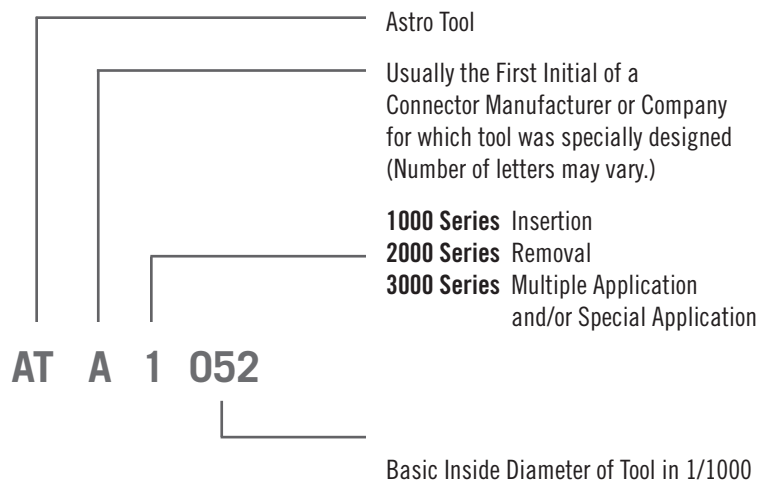 Astro Tool
Usually the First Initial of a
Connector Manufacturer or Company
for which tool was specially designed
(Number of letters may vary.)
1000 Series Insertion
2000 Series Removal
3000 Series Multiple Application
and/or Special Application
AT A 1 052
Basic Inside Diameter of Tool in 1/1000